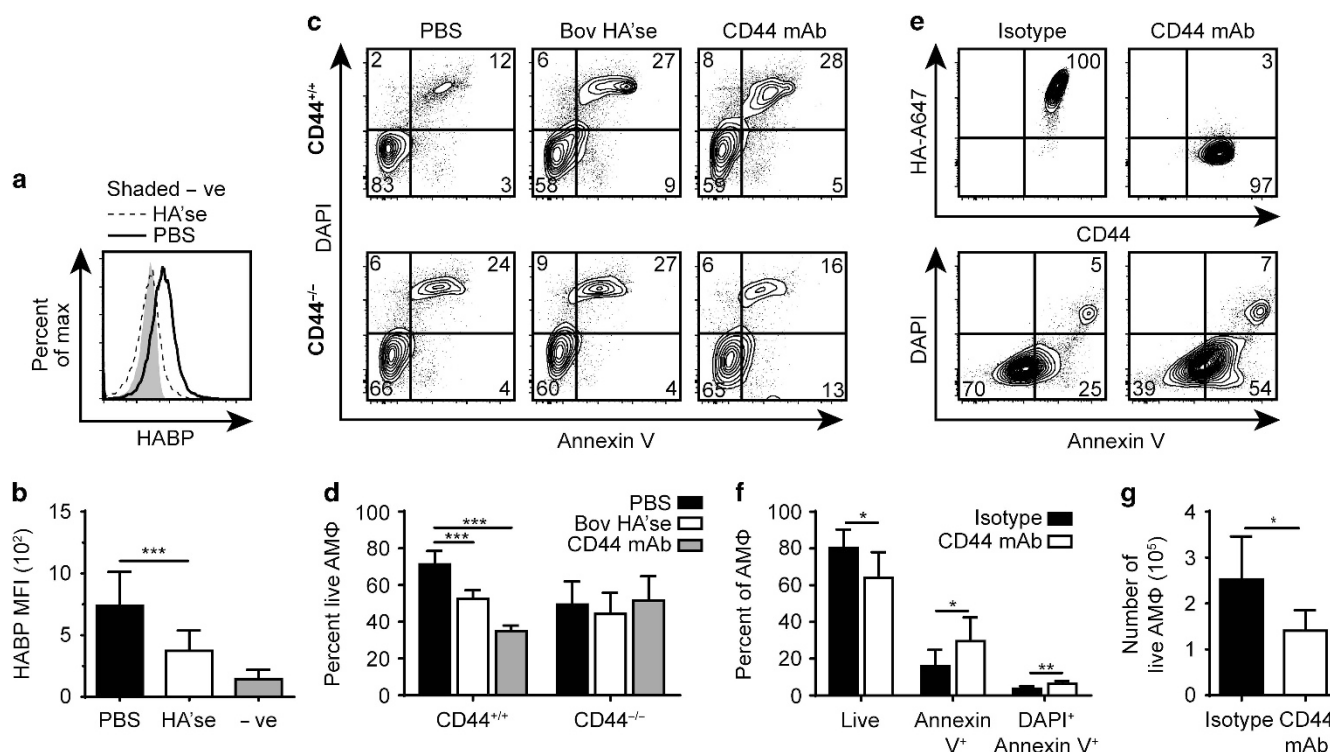 a
Shaded – ve
HA'se
PBS
Percent
of max
HABP
b
HABP MFI (10²)
15
10
5
0
***
PBS
HA'se
– ve
c
PBS
Bov HA'se
CD44 mAb
CD44+/+
2
12
83
3
6
27
58
9
8
28
59
5
DAPI
CD44-/-
6
24
66
4
9
27
60
4
6
16
65
13
Annexin V
d
PBS
Bov HA'se
CD44 mAb
Percent live AMΦ
100
80
60
40
20
0
***
***
CD44+/+
CD44–/–
e
Isotype
CD44 mAb
HA-A647
100
3
97
CD44
DAPI
5
70
25
7
39
54
Annexin V
f
Isotype
CD44 mAb
Percent of AMΦ
100
80
60
40
20
0
*
*
**
Live
Annexin
V+
DAPI+
Annexin V+
g
Number of
live AMΦ (10⁵)
4
3
2
1
0
*
Isotype
CD44
mAb